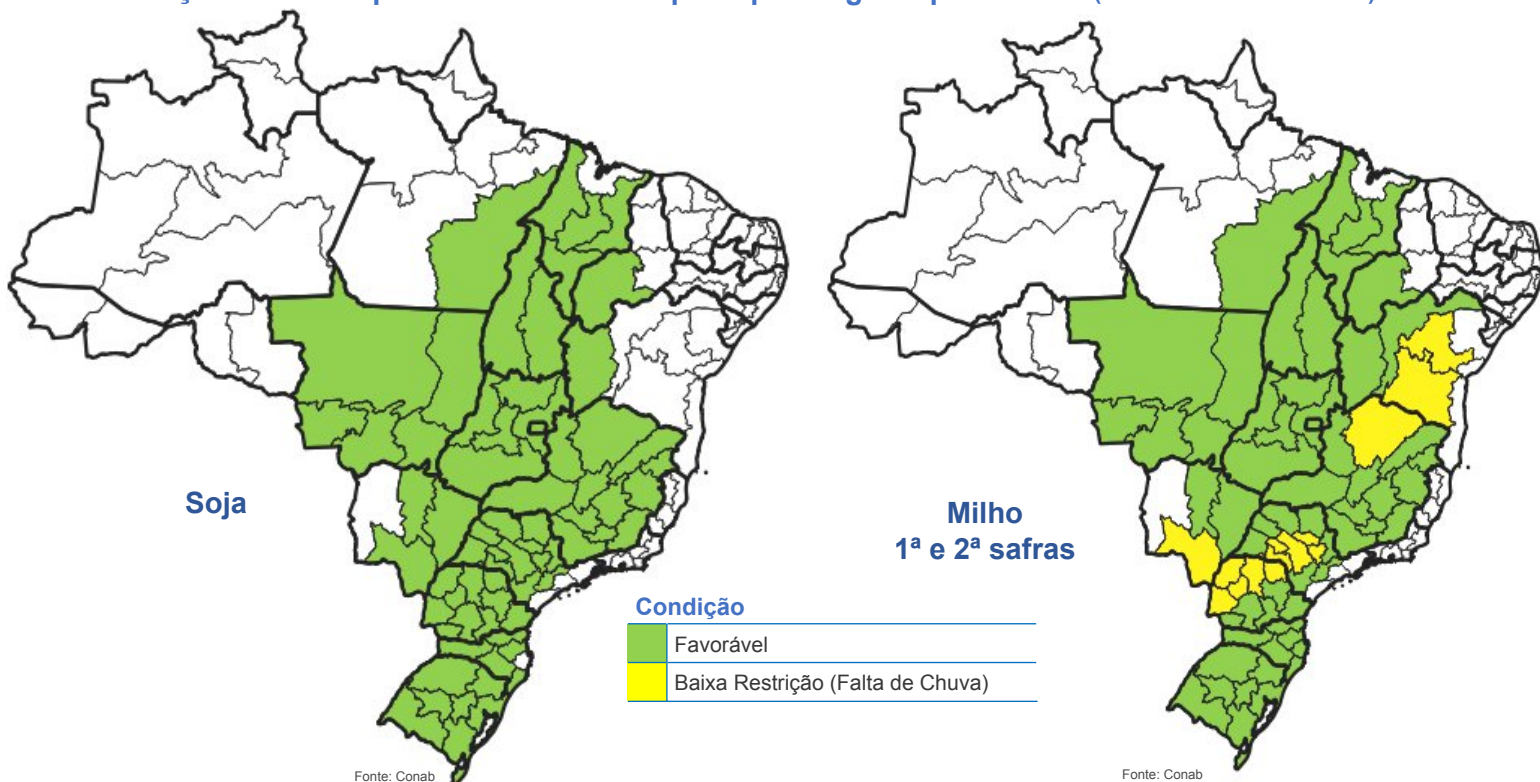 Soja
Milho
1ª e 2ª safras
Condição
Favorável
Baixa Restrição (Falta de Chuva)
Fonte: Conab
Fonte: Conab